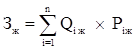 Зж = n Σ i=1 Qiж × Piж